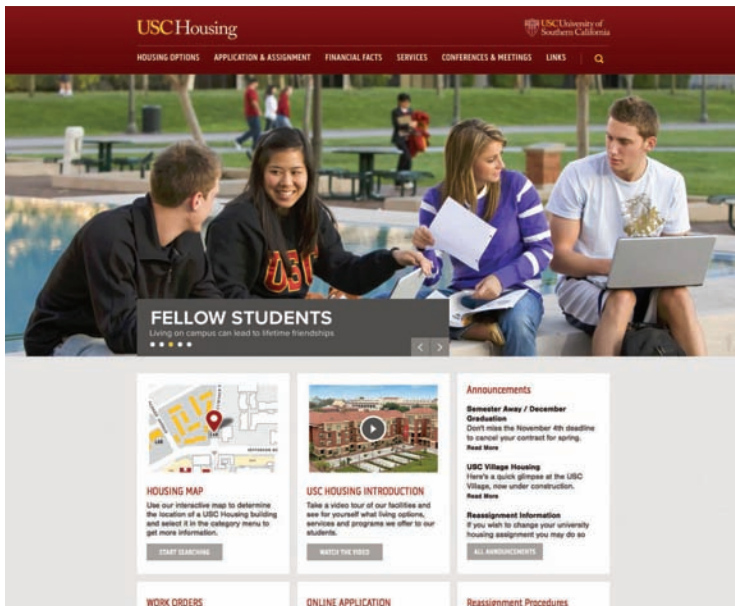 USC Housing
USC University of
Southern California
HOUSING OPTIONS APPLICATION & ASSIGNMENT FINANCIAL FACTS SERVICES CONFERENCES & MEETINGS LINKS
USC
FELLOW STUDENTS
Living on campus can lead to lifetime friendships
HOUSING MAP
Use our interactive map to determine
the location of a USC Housing building
and select it in the category menu to
get more information.
START SEARCHING
USC HOUSING INTRODUCTION
Take a video tour of our facilities and
see for yourself what living options,
services and programs we offer to our
students.
WATCH THE VIDEO
Announcements
Semester Away / December
Graduation
Don't miss the November 4th deadline
to cancel your contract for spring.
Read More
USC Village Housing
Here's a quick glimpse at the USC
Village, now under construction.
Read More
Reassignment Information
If you wish to change your university
housing assignment you may do so
ALL ANNOUNCEMENTS
WORK ORDERS
ONLINE APPLICATION
Reassignment Procedures